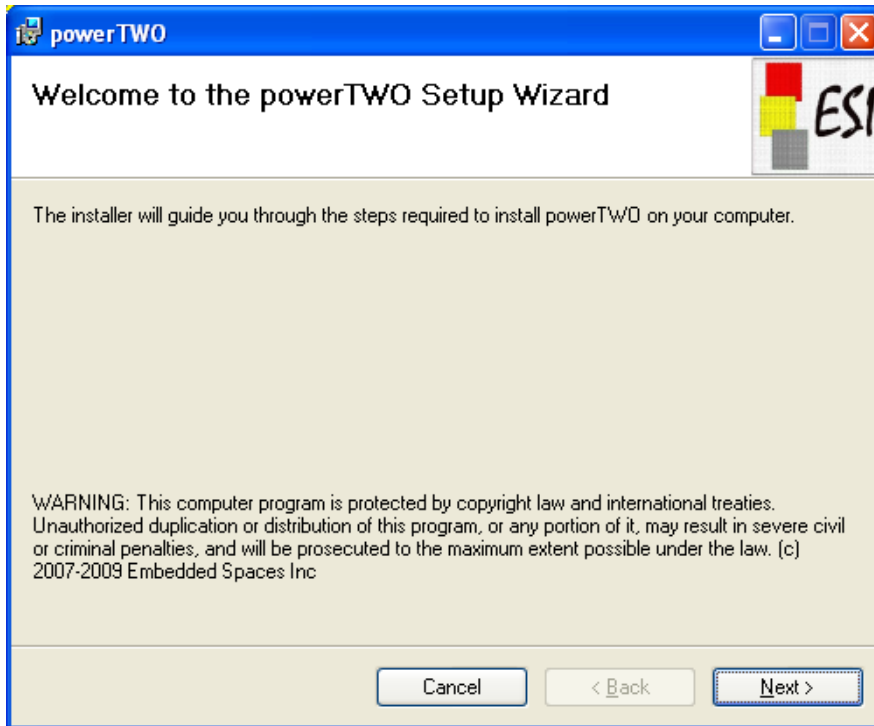 powerTWO
Welcome to the powerTWO Setup Wizard
ESI
The installer will guide you through the steps required to install powerTWO on your computer.
WARNING: This computer program is protected by copyright law and international treaties.
Unauthorized duplication or distribution of this program, or any portion of it, may result in severe civil
or criminal penalties, and will be prosecuted to the maximum extent possible under the law. (c)
2007-2009 Embedded Spaces Inc
Cancel
< Back
Next >